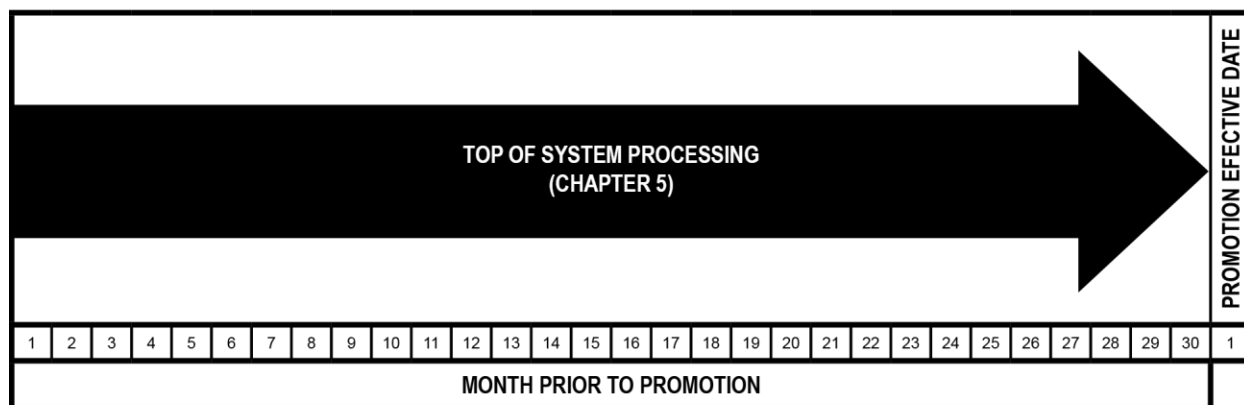 TOP OF SYSTEM PROCESSING
(CHAPTER 5)
PROMOTION EFECTIVE DATE
1 2 3 4 5 6 7 8 9 10 11 12 13 14 15 16 17 18 19 20 21 22 23 24 25 26 27 28 29 30 1
MONTH PRIOR TO PROMOTION